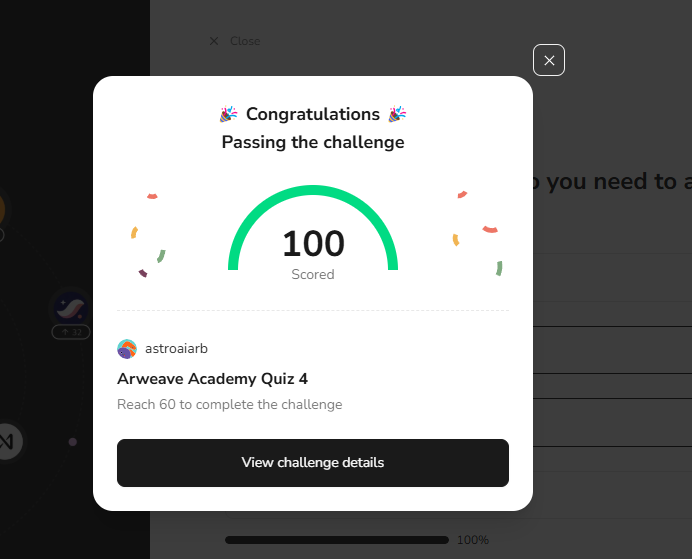 Close
Congratulations
Passing the challenge
you need to a
100
Scored
32
astroaiarb
Arweave Academy Quiz 4
Reach 60 to complete the challenge
View challenge details
100%